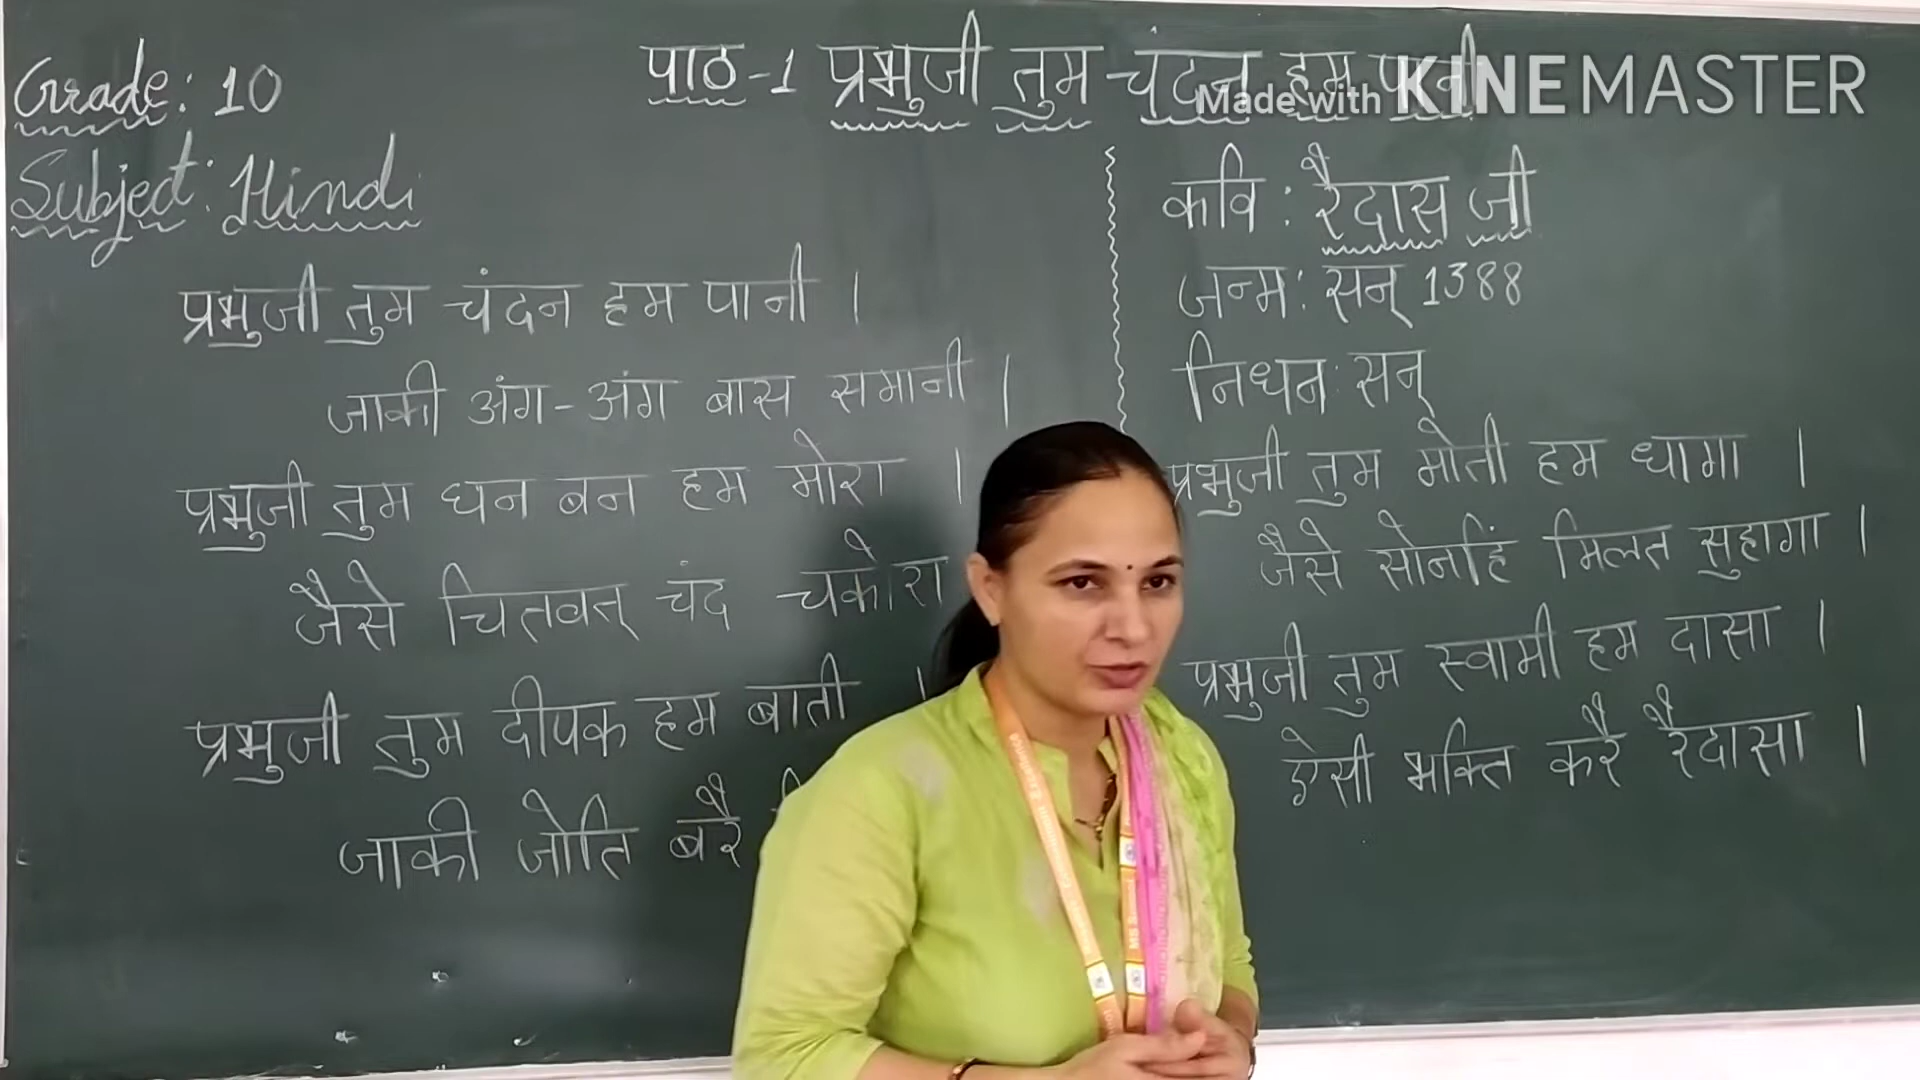 Grade: 10
Subject: Hindi
पाठ-1 प्रभुजी तुम चंदन हम पानी
Made with KINEMASTER
प्रभुजी तुम चंदन हम पानी ।
जाकी अंग-अंग बास समानी ।
प्रभुजी तुम घन बन हम मोरा ।
जैसे चितवत् चंद चकोरा
प्रभुजी तुम दीपक हम बाती ।
जाकी जोति बरै
कवि : रैदास जी
जन्म: सन् 1388
निधन: सन्
प्रभुजी तुम मोती हम धागा ।
जैसे सोनहिं मिलत सुहागा ।
प्रभुजी तुम स्वामी हम दासा ।
ऐसी भक्ति करै रैदासा ।